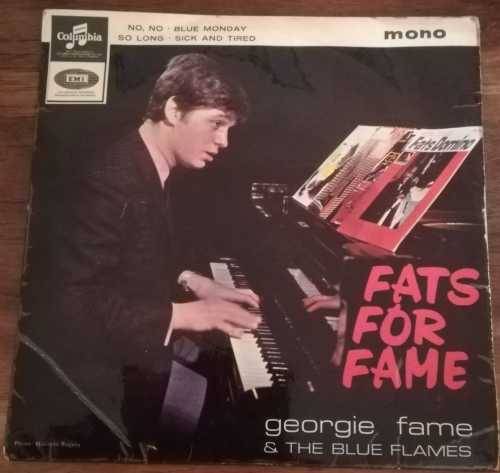 Columbia
EMI
NO, NO · BLUE MONDAY
SO LONG · SICK AND TIRED
mono
Fats Domino
FATS
FOR
FAME
georgie fame
& THE BLUE FLAMES